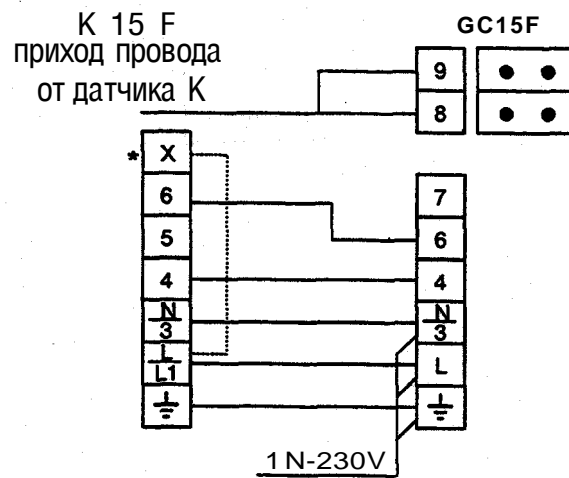 К 15 F
приход провода
от датчика К
GC15F
9
8
* X
6
5
4
N
3
L
L1
7
6
4
N
3
L
1N-230V